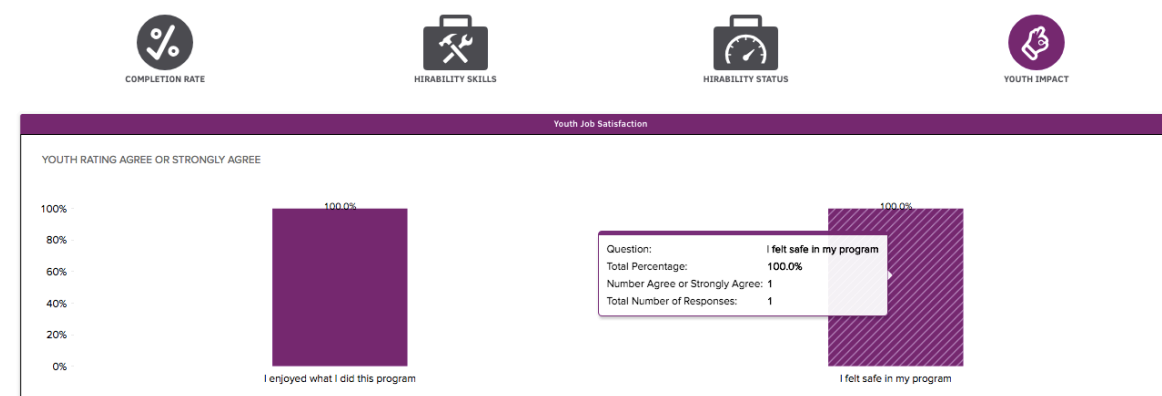 COMPLETION RATE
HIRABILITY SKILLS
HIRABILITY STATUS
YOUTH IMPACT
Youth Job Satisfaction
YOUTH RATING AGREE OR STRONGLY AGREE
100%
80%
60%
40%
20%
0%
100.0%
100.0%
Question: I felt safe in my program
Total Percentage: 100.0%
Number Agree or Strongly Agree: 1
Total Number of Responses: 1
I enjoyed what I did this program
I felt safe in my program